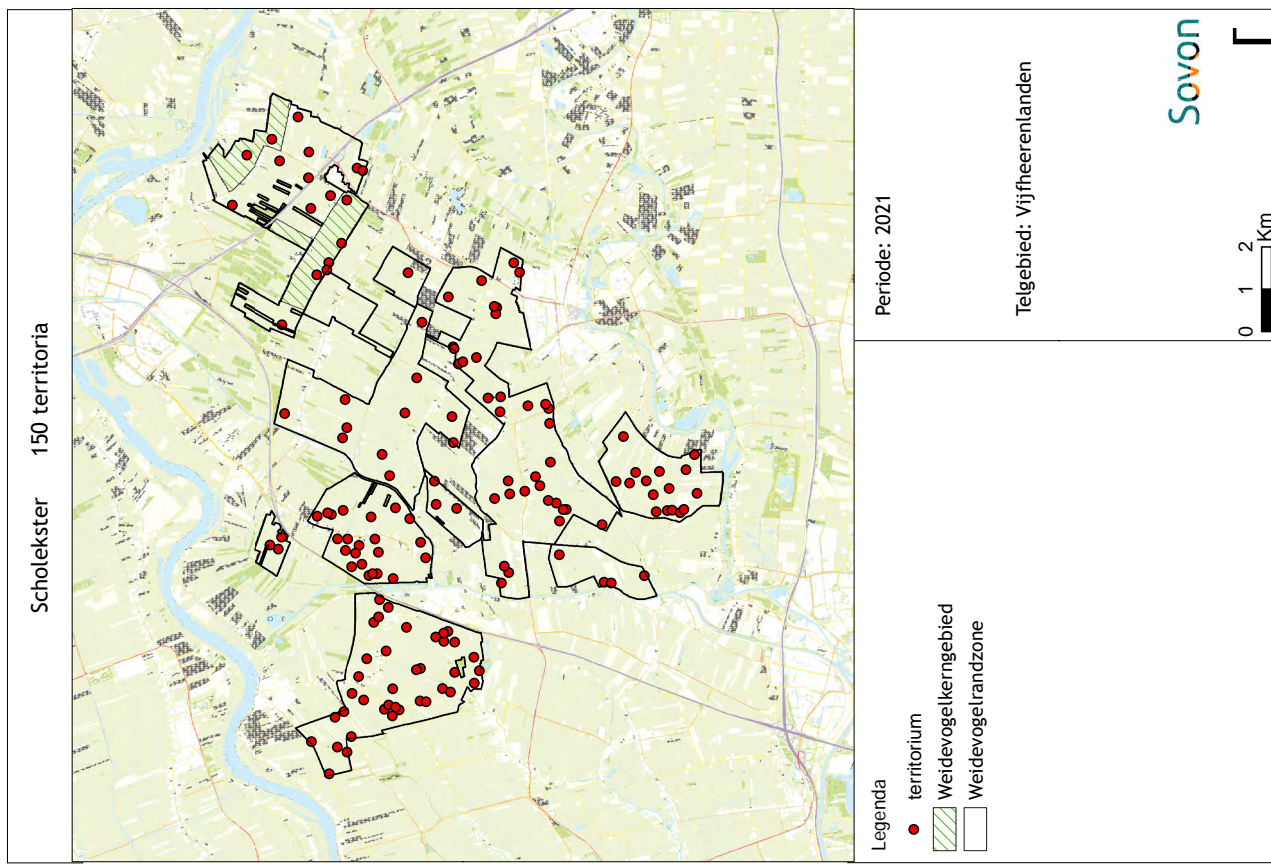 Scholekster 150 territoria
Legenda
territorium
Weidevogelkerngebied
Weidevogelrandzone
Periode: 2021
Telgebied: Vijfheerenlanden
0 1 2
Km
Sovon